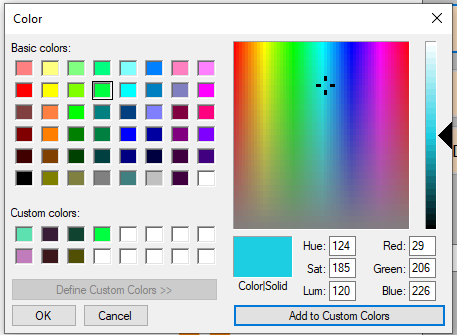 Color
Basic colors:
Custom colors:
Define Custom Colors >>
OK
Cancel
Color|Solid
Hue: 124
Sat: 185
Lum: 120
Red: 29
Green: 206
Blue: 226
Add to Custom Colors